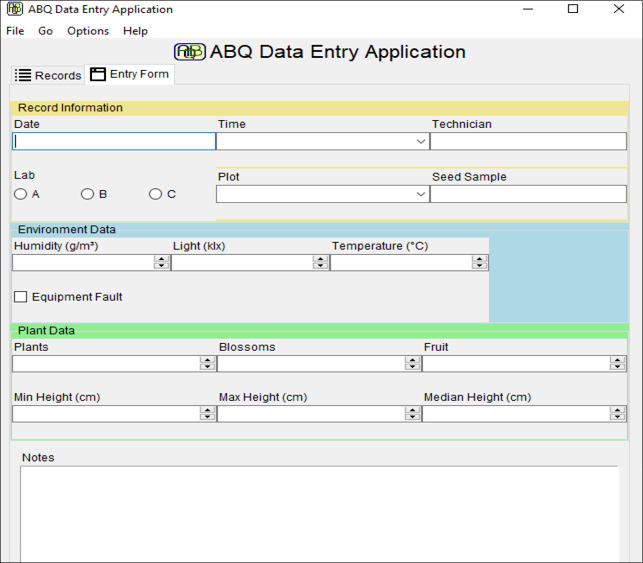 ABQ Data Entry Application
File Go Options Help
ABQ ABQ Data Entry Application
Records Entry Form
Record Information
Date Time Technician
Lab Plot Seed Sample
A B C
Environment Data
Humidity (g/m³) Light (klx) Temperature (°C)
Equipment Fault
Plant Data
Plants Blossoms Fruit
Min Height (cm) Max Height (cm) Median Height (cm)
Notes